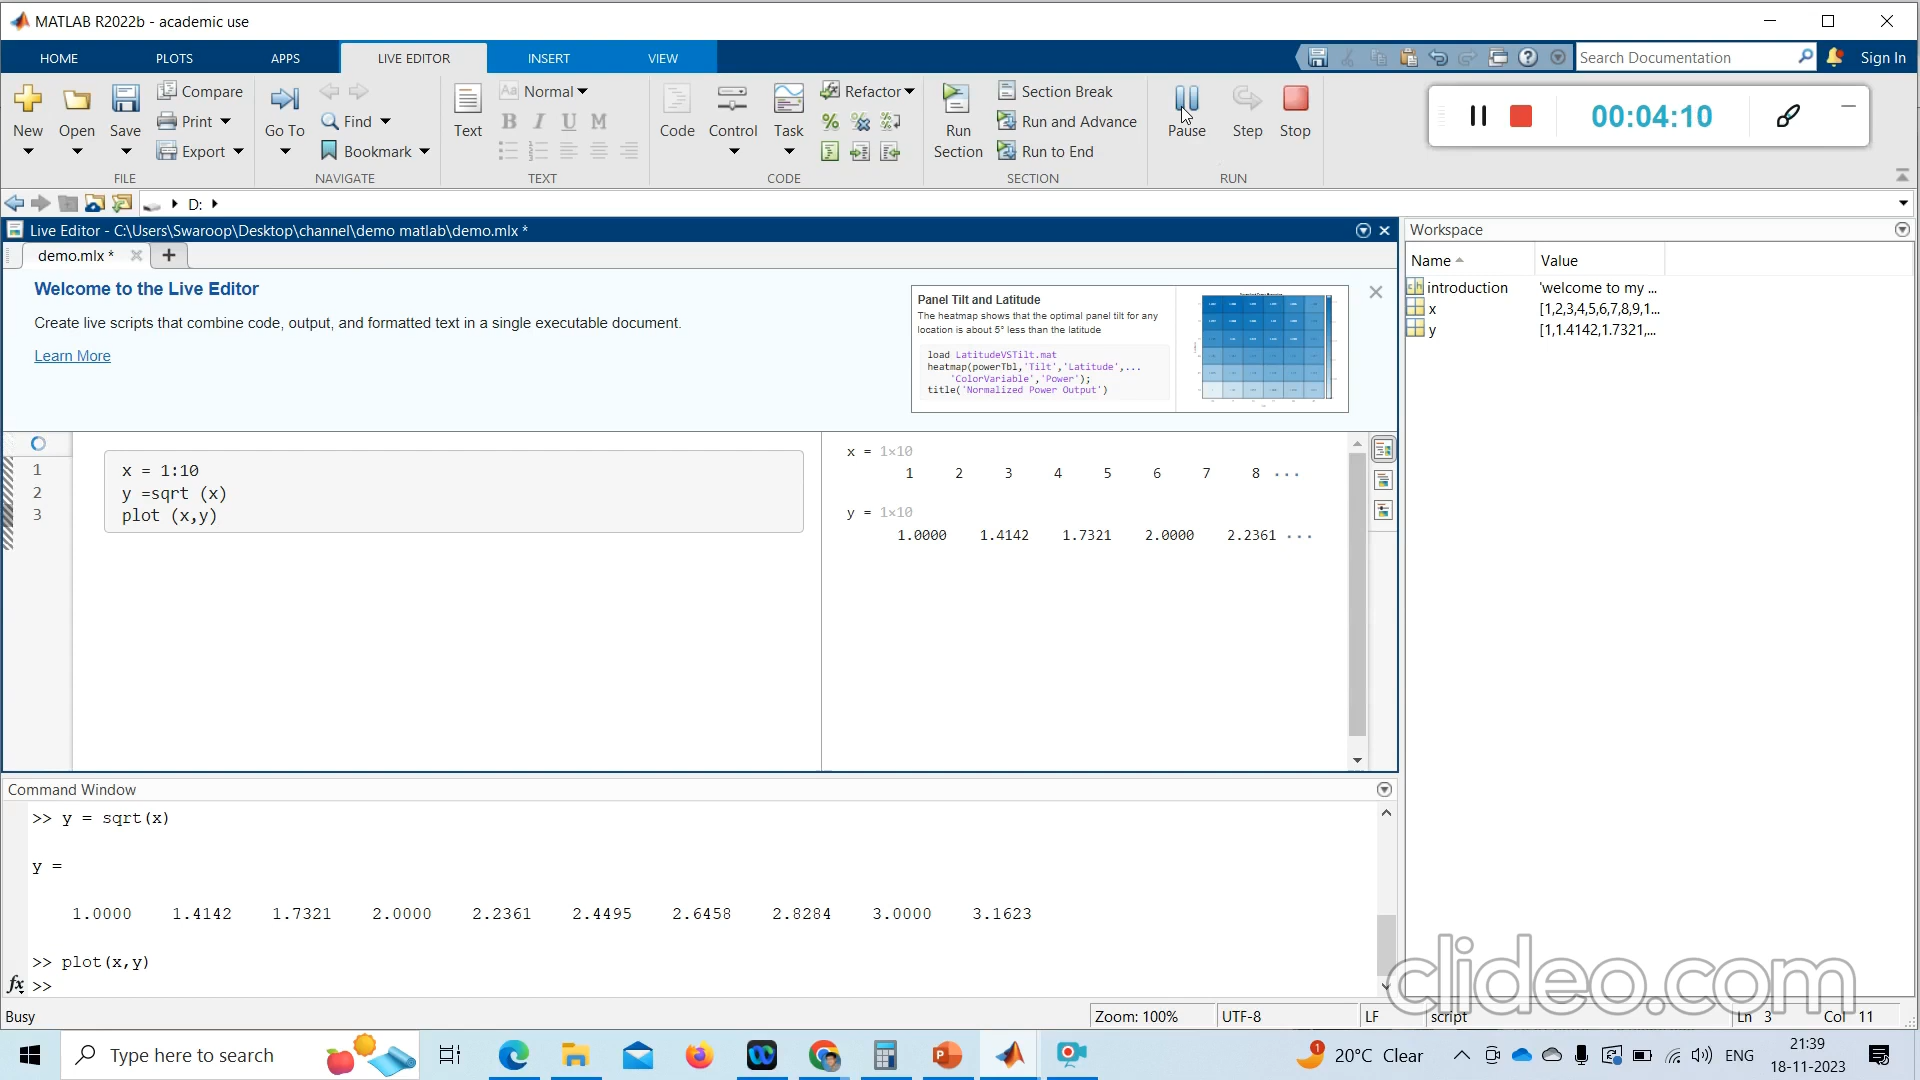 MATLAB R2022b - academic use
HOME PLOTS APPS LIVE EDITOR INSERT VIEW
Search Documentation Sign In
New Open Save Compare Print Export
FILE
Go To Find Bookmark
NAVIGATE
Text Aa Normal
B I U M
TEXT
Code Control Task Refactor
CODE
Run Section Section Break
Run and Advance
Run to End
SECTION
Pause Step Stop
RUN
00:04:10
D:
Live Editor - C:\Users\Swaroop\Desktop\channel\demo matlab\demo.mlx *
demo.mlx *
Welcome to the Live Editor
Create live scripts that combine code, output, and formatted text in a single executable document.
Learn More
Panel Tilt and Latitude
The heatmap shows that the optimal panel tilt for any
location is about 5° less than the latitude
load LatitudeVSTilt.mat
heatmap(powerTbl,'Tilt','Latitude',...
'ColorVariable','Power');
title('Normalized Power Output')
1 x = 1:10
2 y =sqrt (x)
3 plot (x,y)
x = 1×10
1 2 3 4 5 6 7 8 ...
y = 1×10
1.0000 1.4142 1.7321 2.0000 2.2361 ...
Workspace
Name Value
introduction 'welcome to my ...
x [1,2,3,4,5,6,7,8,9,1...
y [1,1.4142,1.7321,...
Command Window
>> y = sqrt(x)
y =
1.0000 1.4142 1.7321 2.0000 2.2361 2.4495 2.6458 2.8284 3.0000 3.1623
>> plot(x,y)
fx >>
clideo.com
Busy Zoom: 100% UTF-8 LF script Ln 3 Col 11
Type here to search
1 20°C Clear ENG
21:39
18-11-2023